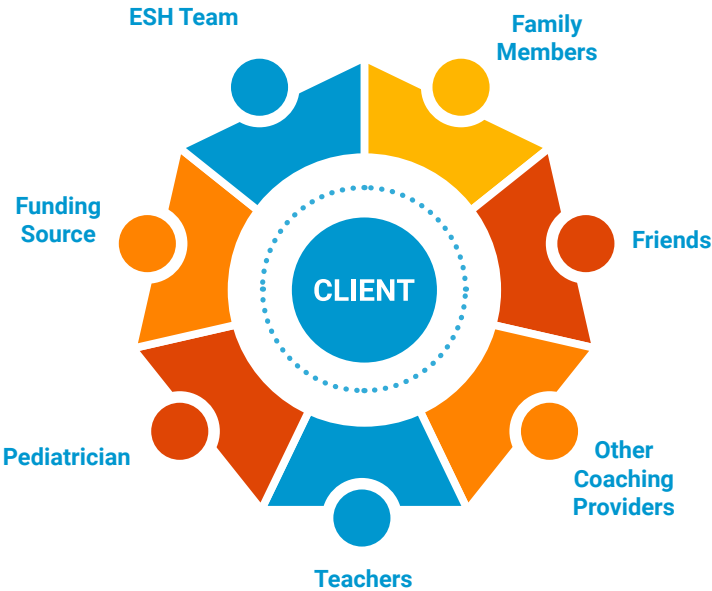 ESH Team
Family
Members
Funding
Source
Friends
CLIENT
Pediatrician
Other
Coaching
Providers
Teachers